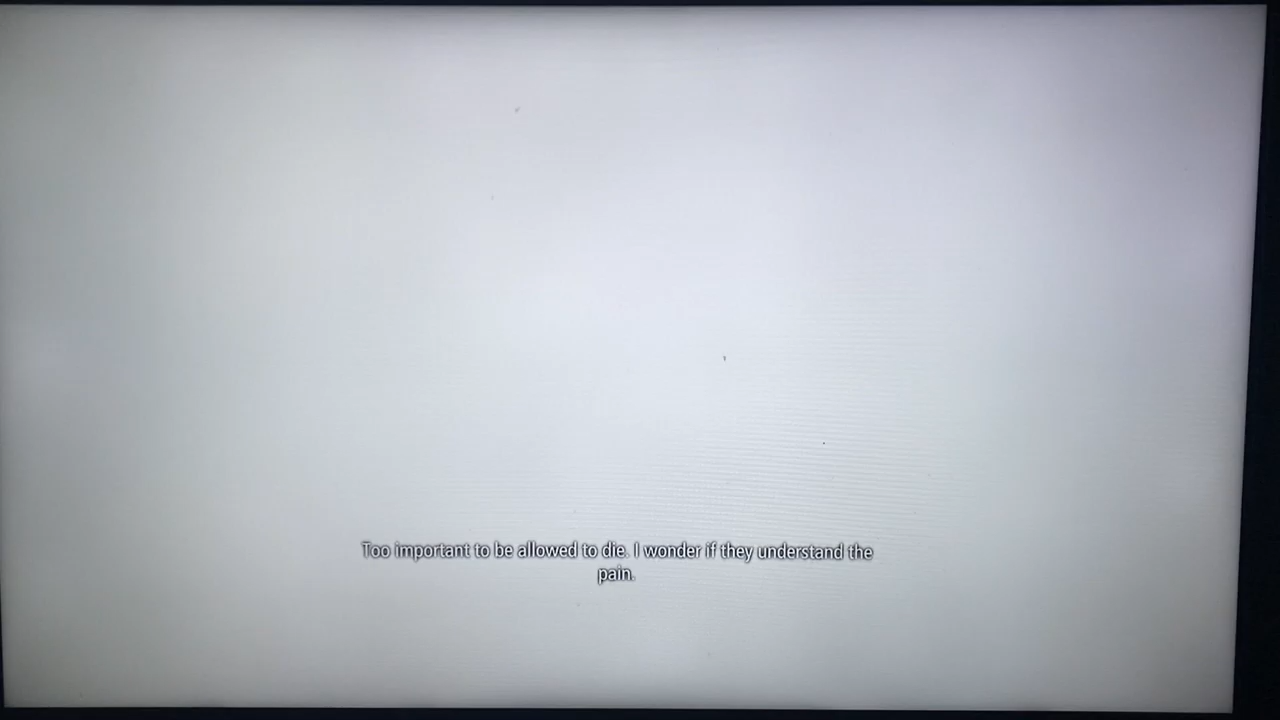 Too important to be allowed to die. I wonder if they understand the
pain.